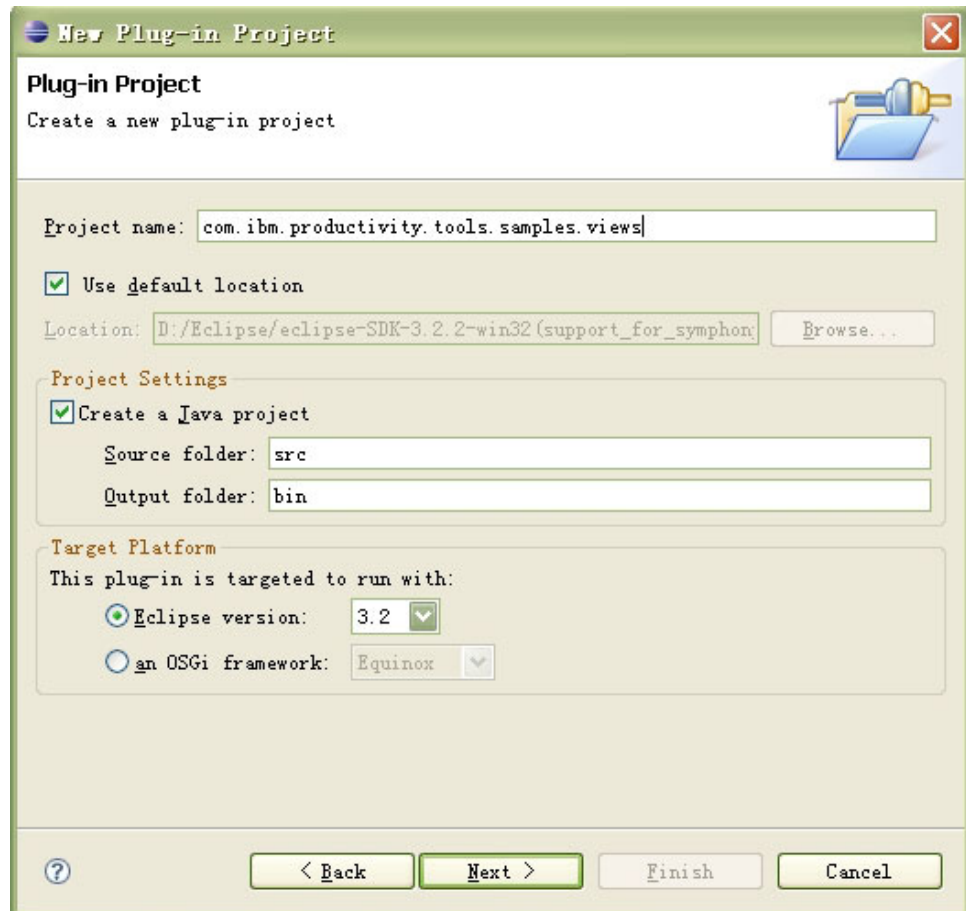 New Plug-in Project
Plug-in Project
Create a new plug-in project
Project name: com.ibm.productivity.tools.samples.views
Use default location
Location: D:/Eclipse/eclipse-SDK-3.2.2-win32(support_for_symphon
Browse...
Project Settings
Create a Java project
Source folder: src
Output folder: bin
Target Platform
This plug-in is targeted to run with:
Eclipse version: 3.2
an OSGi framework: Equinox
?
< Back Next > Finish Cancel